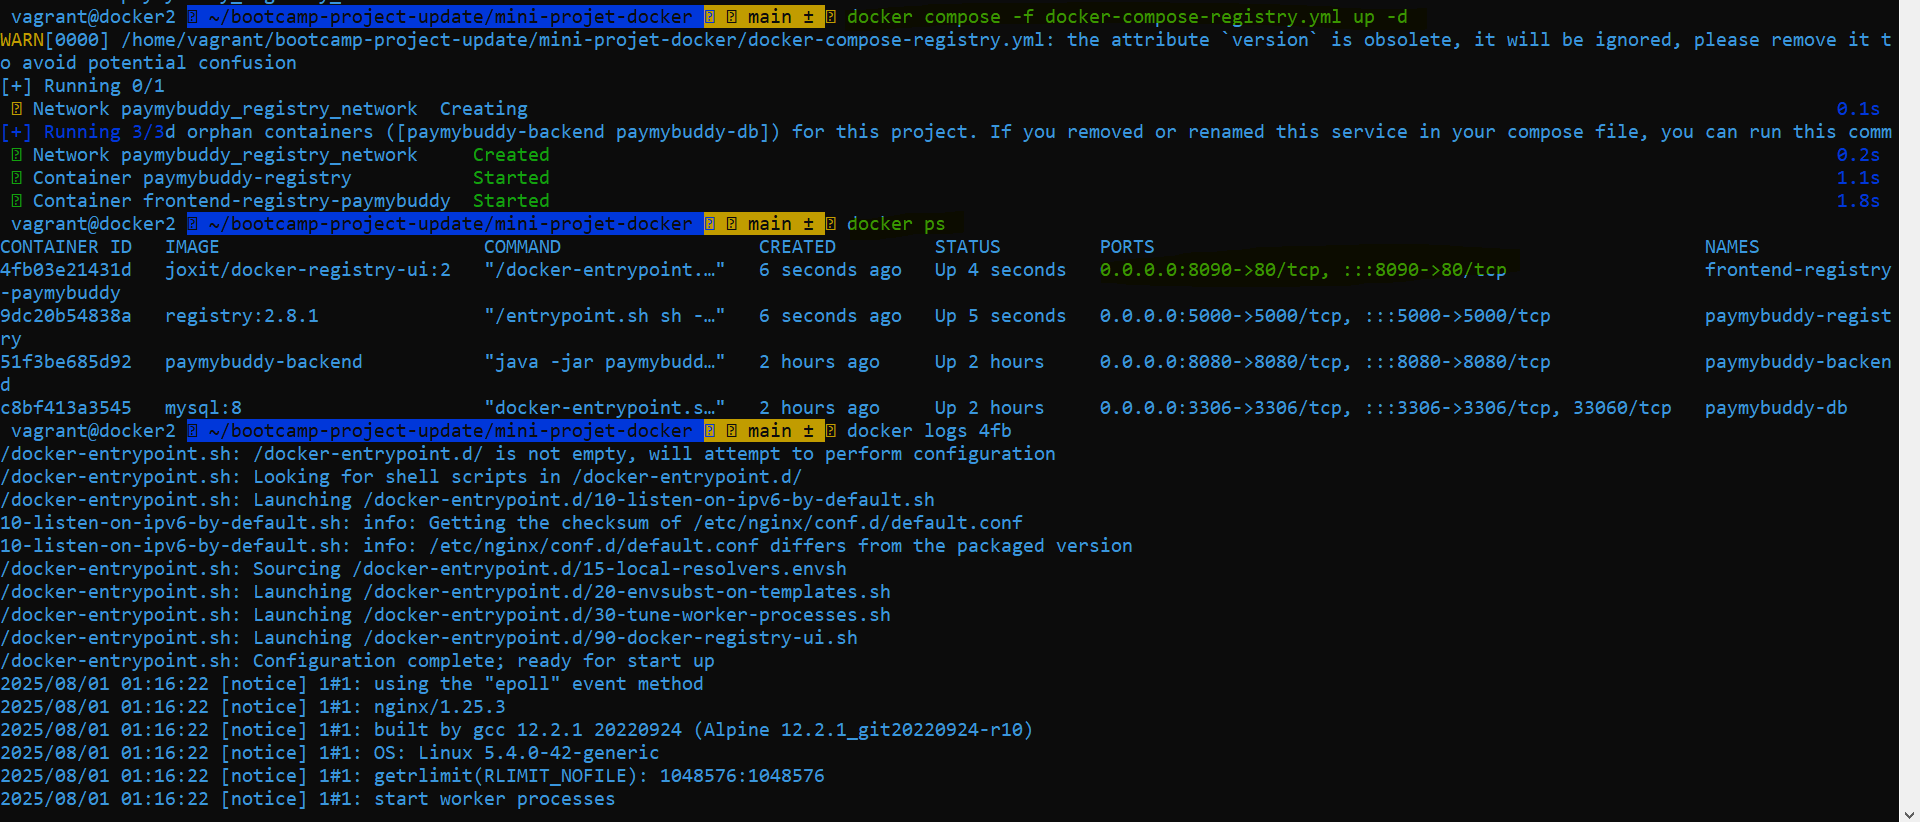 vagrant@docker2 ~/bootcamp-project-update/mini-projet-docker main ± docker compose -f docker-compose-registry.yml up -d
WARN[0000] /home/vagrant/bootcamp-project-update/mini-projet-docker/docker-compose-registry.yml: the attribute `version` is obsolete, it will be ignored, please remove it t
o avoid potential confusion
[+] Running 0/1
Network paymybuddy_registry_network Creating 0.1s
[+] Running 3/3d orphan containers ([paymybuddy-backend paymybuddy-db]) for this project. If you removed or renamed this service in your compose file, you can run this comm
Network paymybuddy_registry_network Created 0.2s
Container paymybuddy-registry Started 1.1s
Container frontend-registry-paymybuddy Started 1.8s
vagrant@docker2 ~/bootcamp-project-update/mini-projet-docker main ± docker ps
CONTAINER ID IMAGE COMMAND CREATED STATUS PORTS NAMES
4fb03e21431d joxit/docker-registry-ui:2 "/docker-entrypoint.…" 6 seconds ago Up 4 seconds 0.0.0.0:8090->80/tcp, :::8090->80/tcp frontend-registry
-paymybuddy
9dc20b54838a registry:2.8.1 "/entrypoint.sh sh -…" 6 seconds ago Up 5 seconds 0.0.0.0:5000->5000/tcp, :::5000->5000/tcp paymybuddy-regist
ry
51f3be685d92 paymybuddy-backend "java -jar paymybudd…" 2 hours ago Up 2 hours 0.0.0.0:8080->8080/tcp, :::8080->8080/tcp paymybuddy-backen
d
c8bf413a3545 mysql:8 "docker-entrypoint.s…" 2 hours ago Up 2 hours 0.0.0.0:3306->3306/tcp, :::3306->3306/tcp, 33060/tcp paymybuddy-db
vagrant@docker2 ~/bootcamp-project-update/mini-projet-docker main ± docker logs 4fb
/docker-entrypoint.sh: /docker-entrypoint.d/ is not empty, will attempt to perform configuration
/docker-entrypoint.sh: Looking for shell scripts in /docker-entrypoint.d/
/docker-entrypoint.sh: Launching /docker-entrypoint.d/10-listen-on-ipv6-by-default.sh
10-listen-on-ipv6-by-default.sh: info: Getting the checksum of /etc/nginx/conf.d/default.conf
10-listen-on-ipv6-by-default.sh: info: /etc/nginx/conf.d/default.conf differs from the packaged version
/docker-entrypoint.sh: Sourcing /docker-entrypoint.d/15-local-resolvers.envsh
/docker-entrypoint.sh: Launching /docker-entrypoint.d/20-envsubst-on-templates.sh
/docker-entrypoint.sh: Launching /docker-entrypoint.d/30-tune-worker-processes.sh
/docker-entrypoint.sh: Launching /docker-entrypoint.d/90-docker-registry-ui.sh
/docker-entrypoint.sh: Configuration complete; ready for start up
2025/08/01 01:16:22 [notice] 1#1: using the "epoll" event method
2025/08/01 01:16:22 [notice] 1#1: nginx/1.25.3
2025/08/01 01:16:22 [notice] 1#1: built by gcc 12.2.1 20220924 (Alpine 12.2.1_git20220924-r10)
2025/08/01 01:16:22 [notice] 1#1: OS: Linux 5.4.0-42-generic
2025/08/01 01:16:22 [notice] 1#1: getrlimit(RLIMIT_NOFILE): 1048576:1048576
2025/08/01 01:16:22 [notice] 1#1: start worker processes